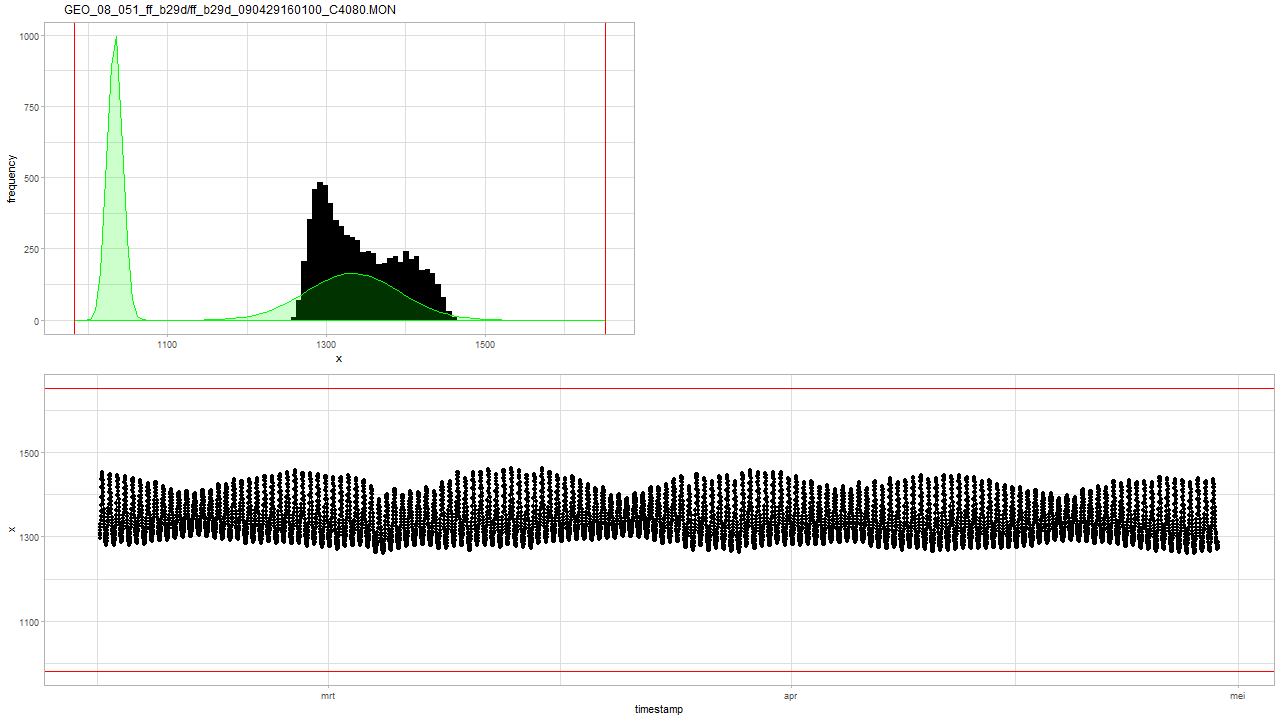 GEO_08_051_ff_b29d/ff_b29d_090429160100_C4080.MON
1000
750
500
250
0
frequency
1100 1300 1500
x
1500
1300
1100
x
mrt apr mei
timestamp